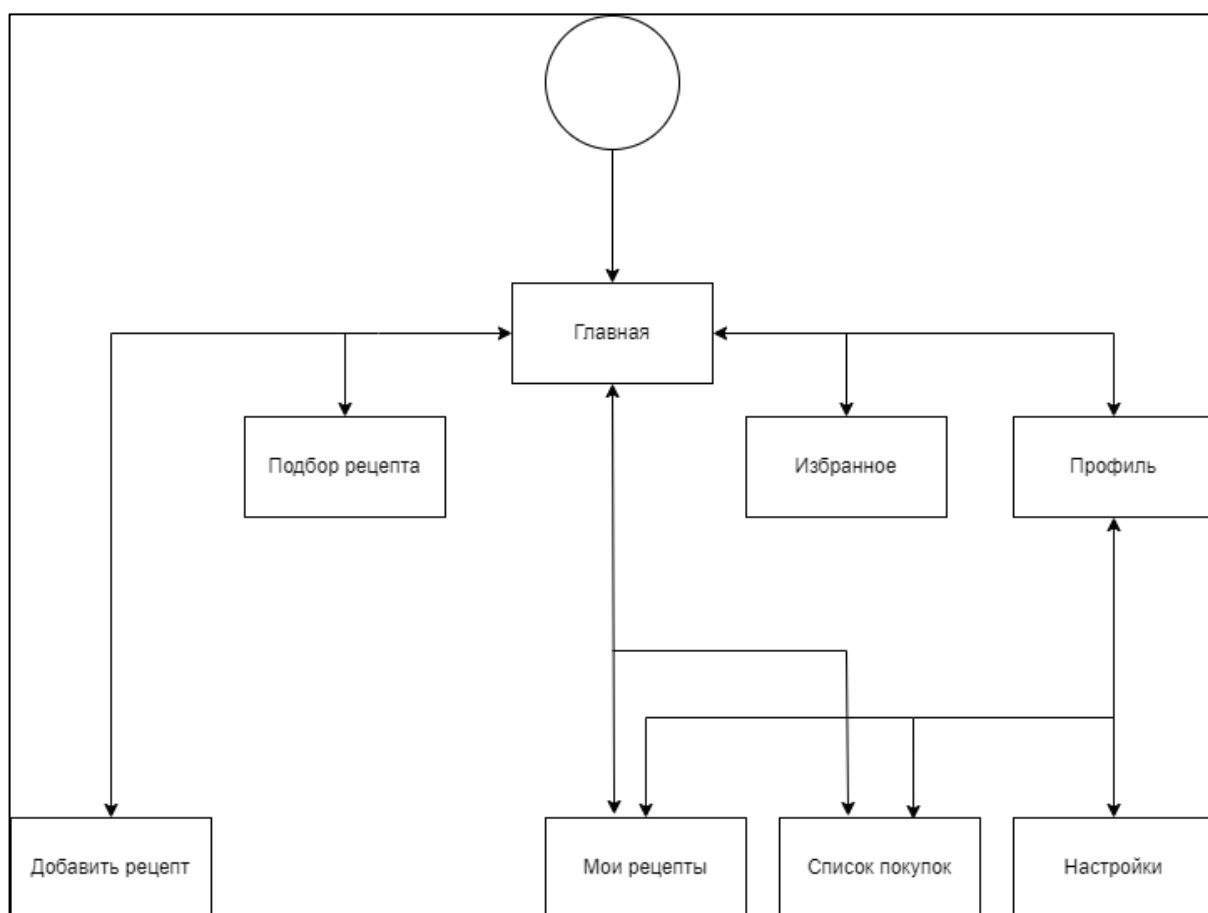 Главная
Подбор рецепта
Избранное
Профиль
Добавить рецепт
Мои рецепты
Список покупок
Настройки